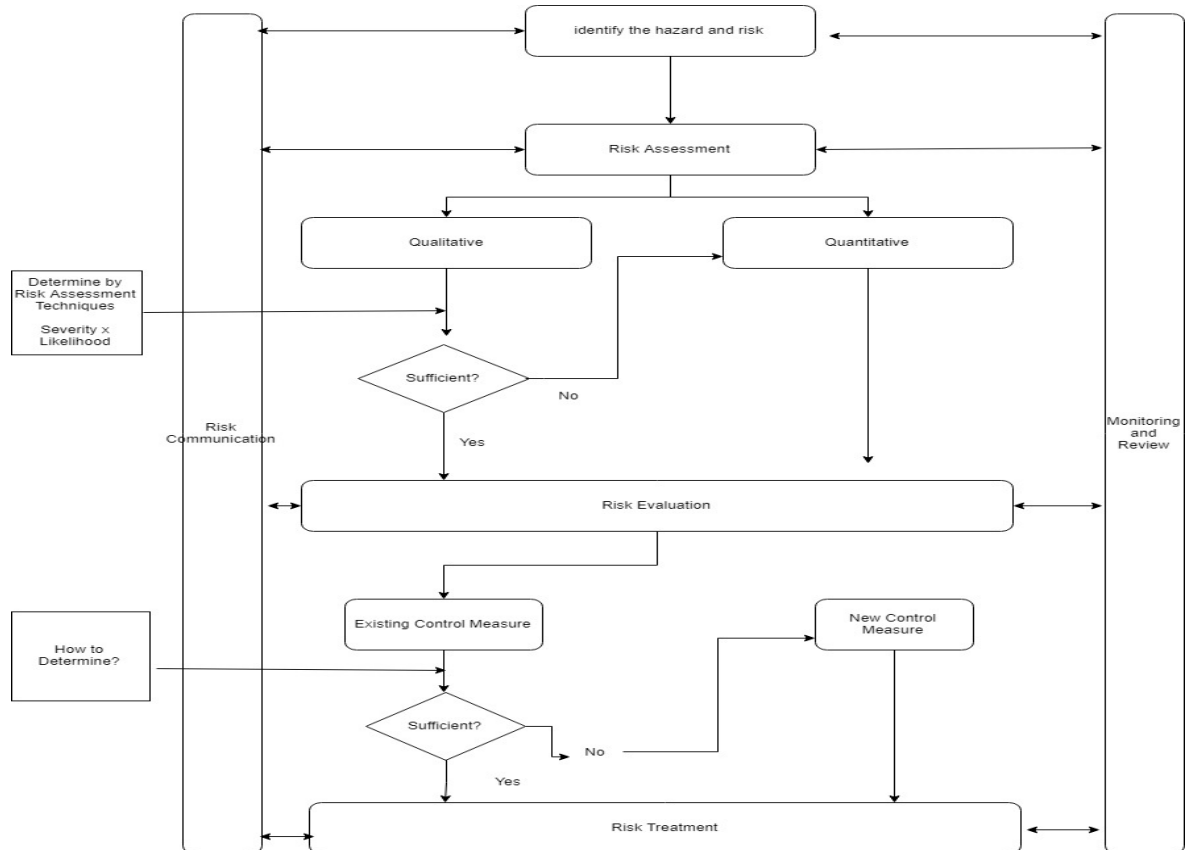 identify the hazard and risk
Risk Assessment
Qualitative
Quantitative
Determine by
Risk Assessment
Techniques
Severity x
Likelihood
Sufficient?
No
Yes
Risk
Communication
Monitoring
and
Review
Risk Evaluation
Existing Control Measure
New Control
Measure
How to
Determine?
Sufficient?
No
Yes
Risk Treatment